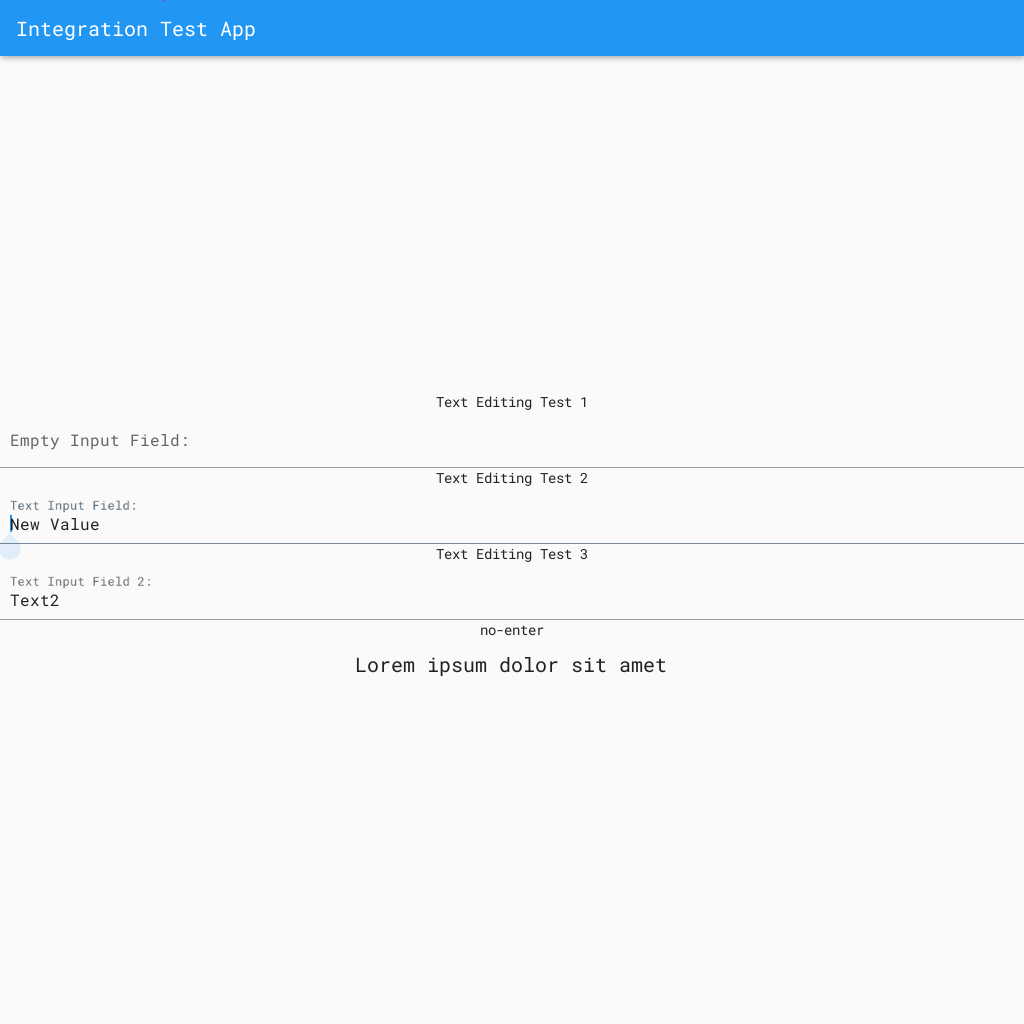 Integration Test App
Text Editing Test 1
Empty Input Field:
Text Editing Test 2
Text Input Field:
New Value
Text Editing Test 3
Text Input Field 2:
Text2
no-enter
Lorem ipsum dolor sit amet